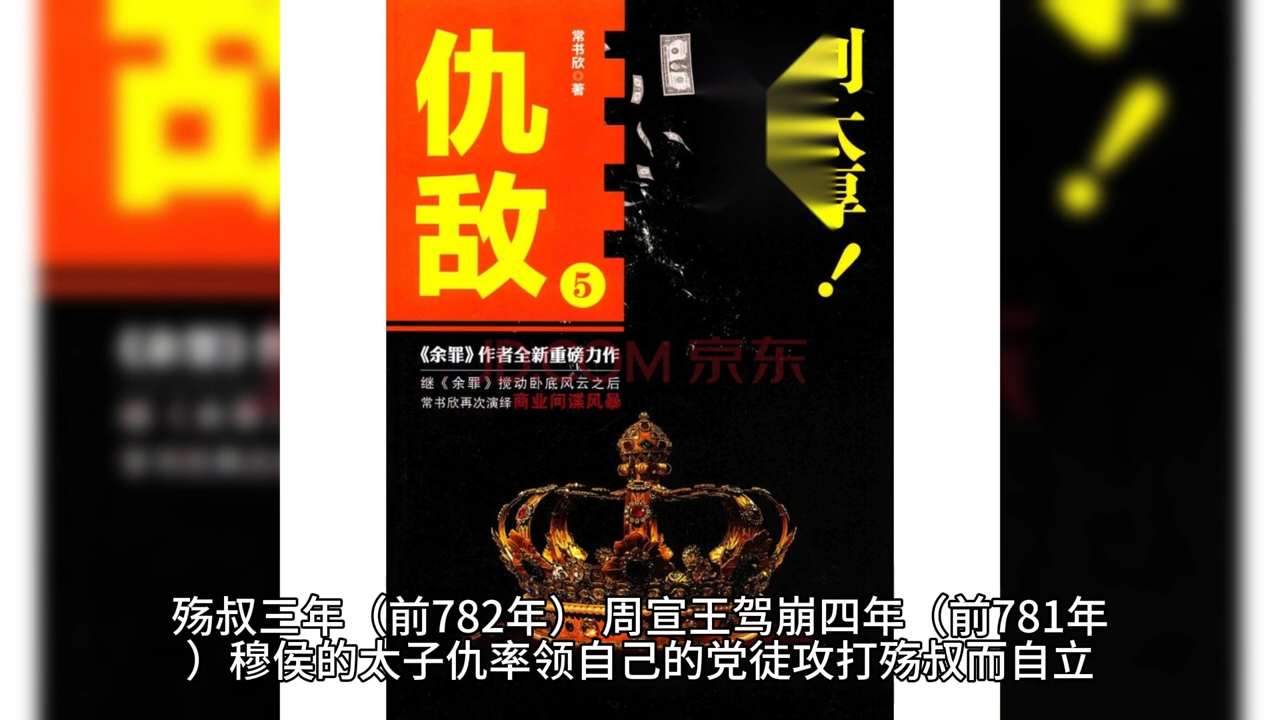 仇敌
5
常书欣◎著
《余罪》作者全新重磅力作
继《余罪》搅动卧底风云之后
常书欣再次演绎商业间谍风暴
JD.COM 京东
殇叔三年（前782年） 周宣王驾崩四年（前781年
）穆侯的太子仇率领自己的党徒攻打殇叔而自立